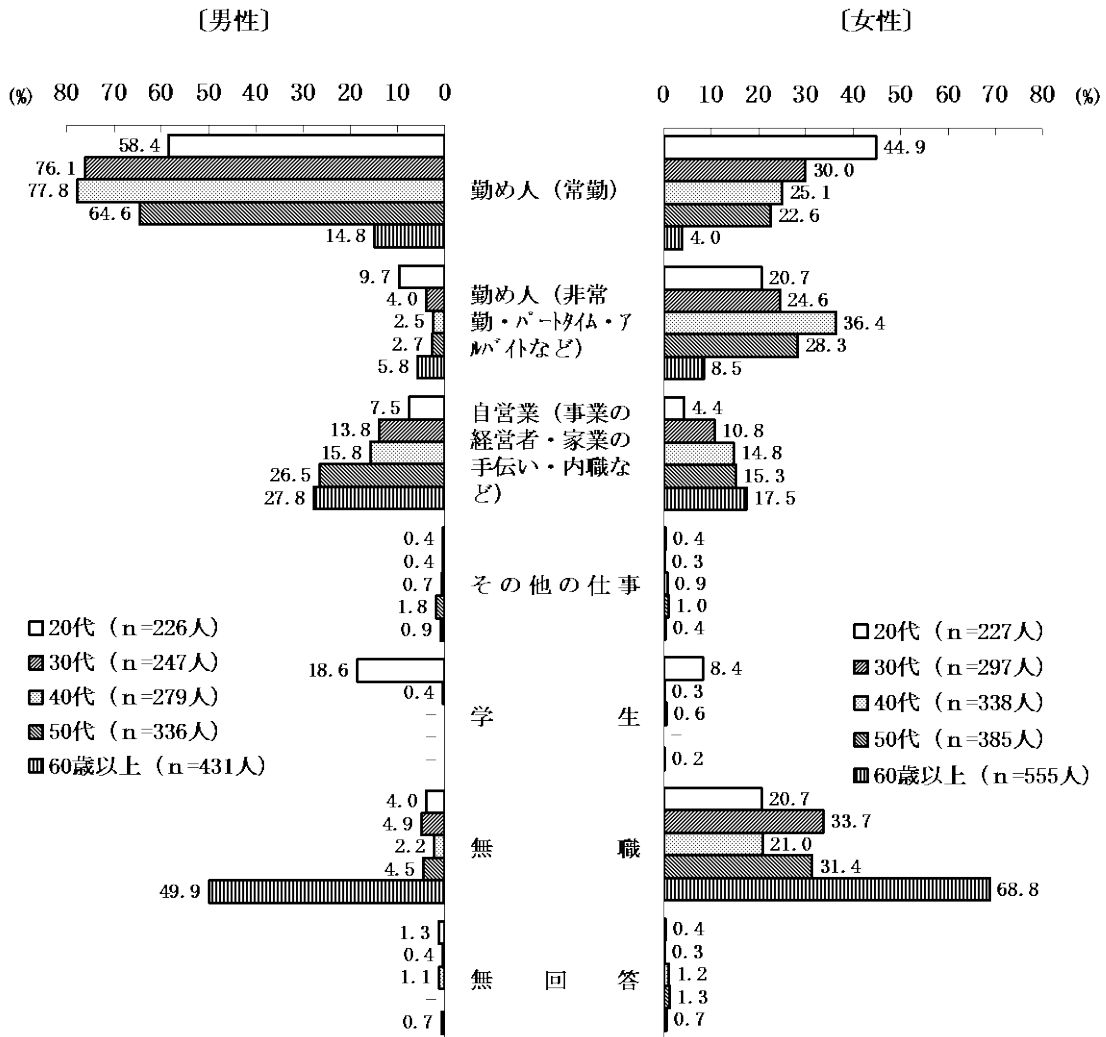 〔男性〕
〔女性〕
(%) 80 70 60 50 40 30 20 10 0
0 10 20 30 40 50 60 70 80 (%)
58.4
76.1
77.8
64.6
14.8
勤め人（常勤）
44.9
30.0
25.1
22.6
4.0
9.7
4.0
2.5
2.7
5.8
勤め人（非常
勤・ﾊﾟｰﾄﾀｲﾑ・ｱ
ﾙﾊﾞｲﾄなど）
20.7
24.6
36.4
28.3
8.5
7.5
13.8
15.8
26.5
27.8
自営業（事業の
経営者・家業の
手伝い・内職な
ど）
4.4
10.8
14.8
15.3
17.5
0.4
0.4
0.7
1.8
0.9
その他の仕事
0.4
0.3
0.9
1.0
0.4
18.6
0.4
－
－
－
学生
8.4
0.3
0.6
－
0.2
4.0
4.9
2.2
4.5
49.9
無職
20.7
33.7
21.0
31.4
68.8
1.3
0.4
1.1
－
0.7
無回答
0.4
0.3
1.2
1.3
0.7
20代（ｎ=226人）
30代（ｎ=247人）
40代（ｎ=279人）
50代（ｎ=336人）
60歳以上（ｎ=431人）
20代（ｎ=227人）
30代（ｎ=297人）
40代（ｎ=338人）
50代（ｎ=385人）
60歳以上（ｎ=555人）